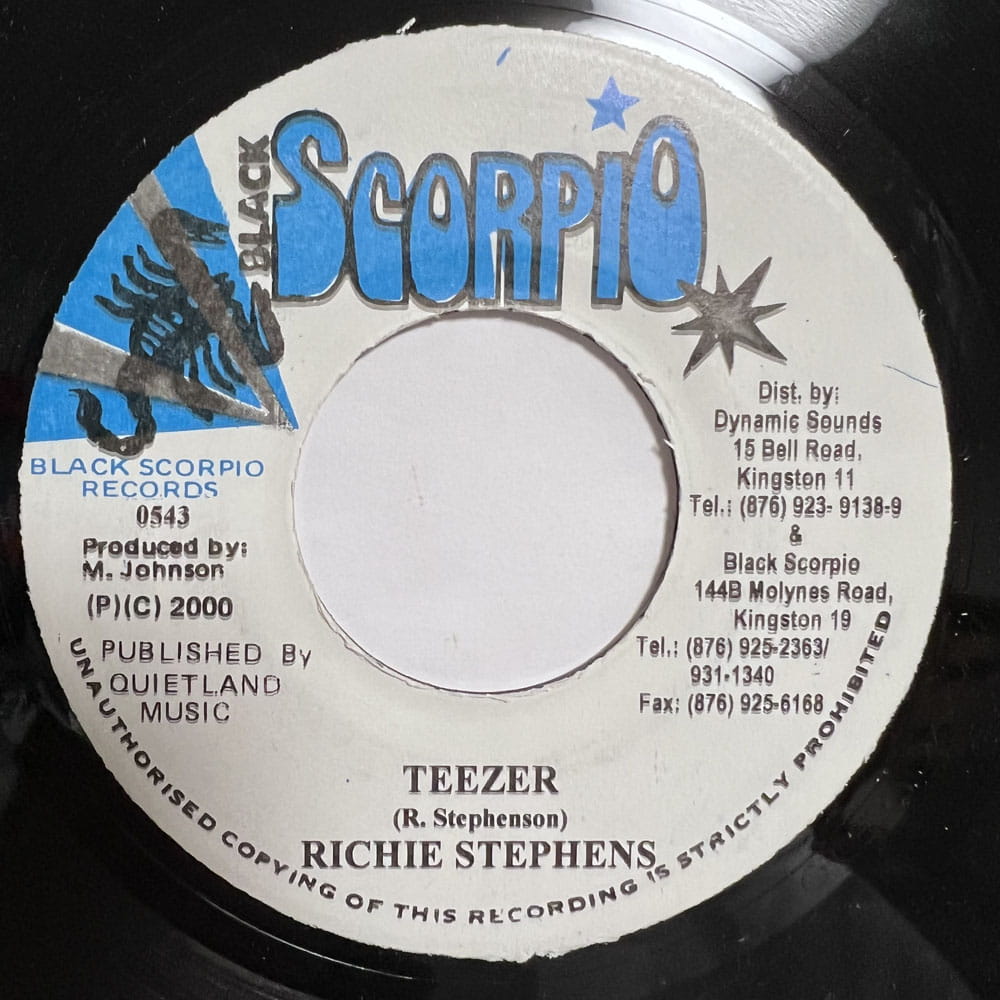 BLACK
SCORPIO
BLACK SCORPIO
RECORDS
0543
Produced by:
M. Johnson
(P)(C) 2000
PUBLISHED By
QUIETLAND
MUSIC
Dist. by:
Dynamic Sounds
15 Bell Road,
Kingston 11
Tel.: (876) 923- 9138-9
&
Black Scorpio
144B Molynes Road,
Kingston 19
Tel.: (876) 925-2363/
931-1340
Fax: (876) 925-6168
TEEZER
(R. Stephenson)
RICHIE STEPHENS
UNAUTHORISED COPYING OF THIS RECORDING IS STRICTLY PROHIBITED